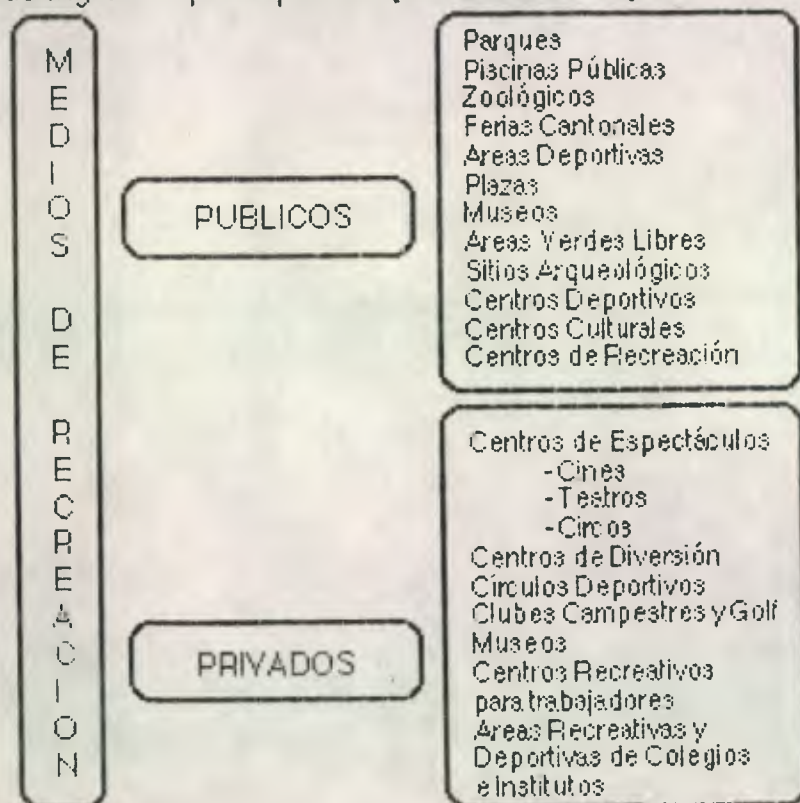 MEDIOS DE RECREACION
PUBLICOS
Parques
Piscinas Públicas
Zoológicos
Ferias Cantonales
Areas Deportivas
Plazas
Museos
Areas Verdes Libres
Sitios Arqueológicos
Centros Deportivos
Centros Culturales
Centros de Recreación
PRIVADOS
Centros de Espectáculos
-Cines
-Teatros
-Circos
Centros de Diversión
Círculos Deportivos
Clubes Campestres y Golf
Museos
Centros Recreativos
para trabajadores
Areas Recreativas y
Deportivas de Colegios
e Institutos